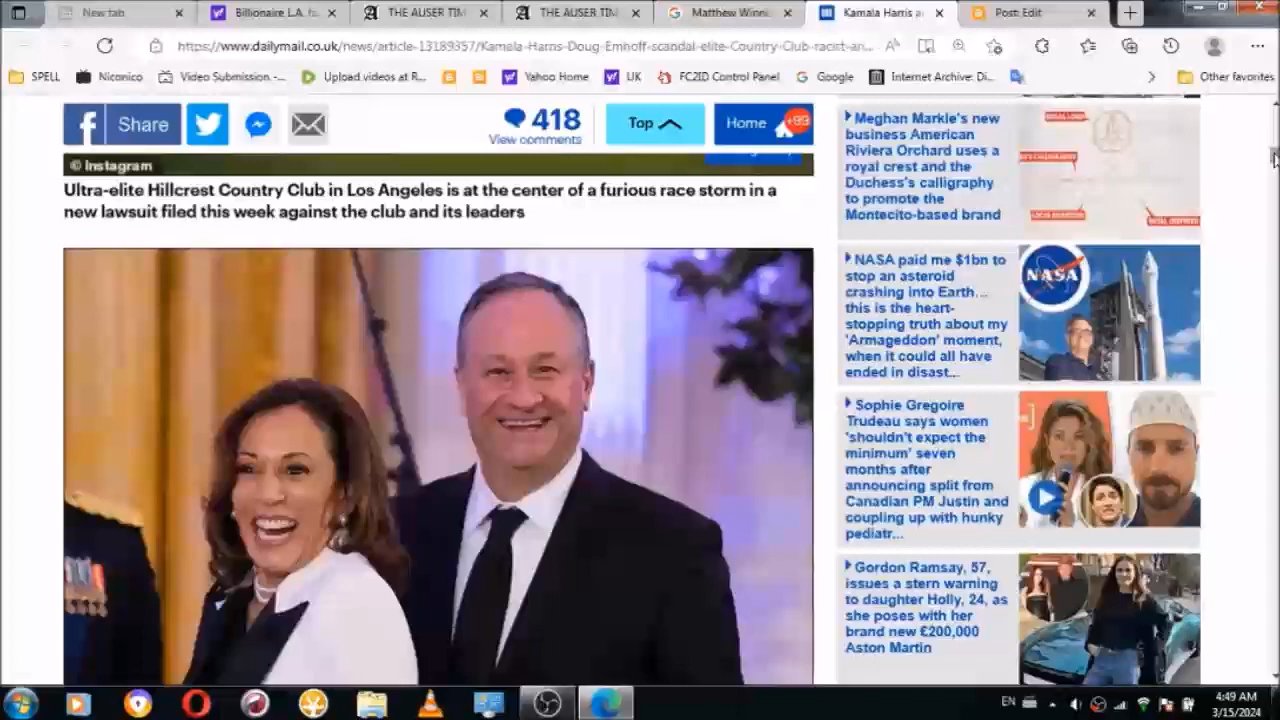 New tab
Billionaire L.A. fa
THE AUSER TIM
THE AUSER TIM
Matthew Winni
Kamala Harris a
Post: Edit
https://www.dailymail.co.uk/news/article-13189357/Kamala-Harris-Doug-Emhoff-scandal-elite-Country-Club-racist-an...
SPELL
Niconico
Video Submission -...
Upload videos at R...
Yahoo Home
UK
FC2ID Control Panel
Google
Internet Archive: Di...
Other favorites
Share
418
View comments
Top
Home
+99
© Instagram
Ultra-elite Hillcrest Country Club in Los Angeles is at the center of a furious race storm in a
new lawsuit filed this week against the club and its leaders
Meghan Markle's new
business American
Riviera Orchard uses a
royal crest and the
Duchess's calligraphy
to promote the
Montecito-based brand
NASA paid me $1bn to
stop an asteroid
crashing into Earth...
this is the heart-
stopping truth about my
'Armageddon' moment,
when it could all have
ended in disast...
NASA
Sophie Gregoire
Trudeau says women
'shouldn't expect the
minimum' seven
months after
announcing split from
Canadian PM Justin and
coupling up with hunky
pediatr...
Gordon Ramsay, 57,
issues a stern warning
to daughter Holly, 24, as
she poses with her
brand new £200,000
Aston Martin
EN
4:49 AM
3/15/2024